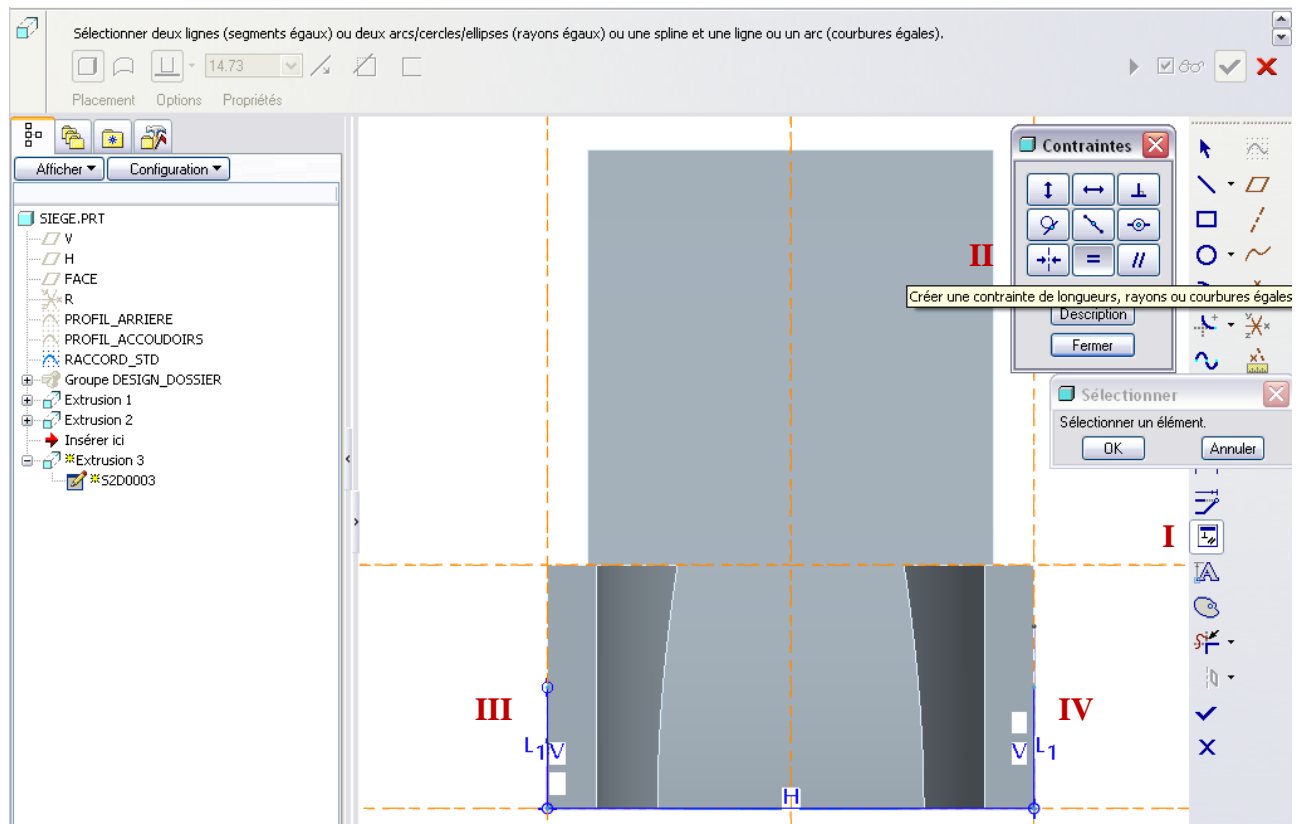 Sélectionner deux lignes (segments égaux) ou deux arcs/cercles/ellipses (rayons égaux) ou une spline et une ligne ou un arc (courbures égales).
14.73
Placement Options Propriétés
Afficher Configuration
SIEGE.PRT
V
H
FACE
R
PROFIL_ARRIERE
PROFIL_ACCOUDOIRS
RACCORD_STD
Groupe DESIGN_DOSSIER
Extrusion 1
Extrusion 2
Insérer ici
Extrusion 3
S2D0003
Contraintes
II
Créer une contrainte de longueurs, rayons ou courbures égales
Description
Fermer
Sélectionner
Sélectionner un élément.
OK Annuler
I
III
IV
L1 V
V L1
H